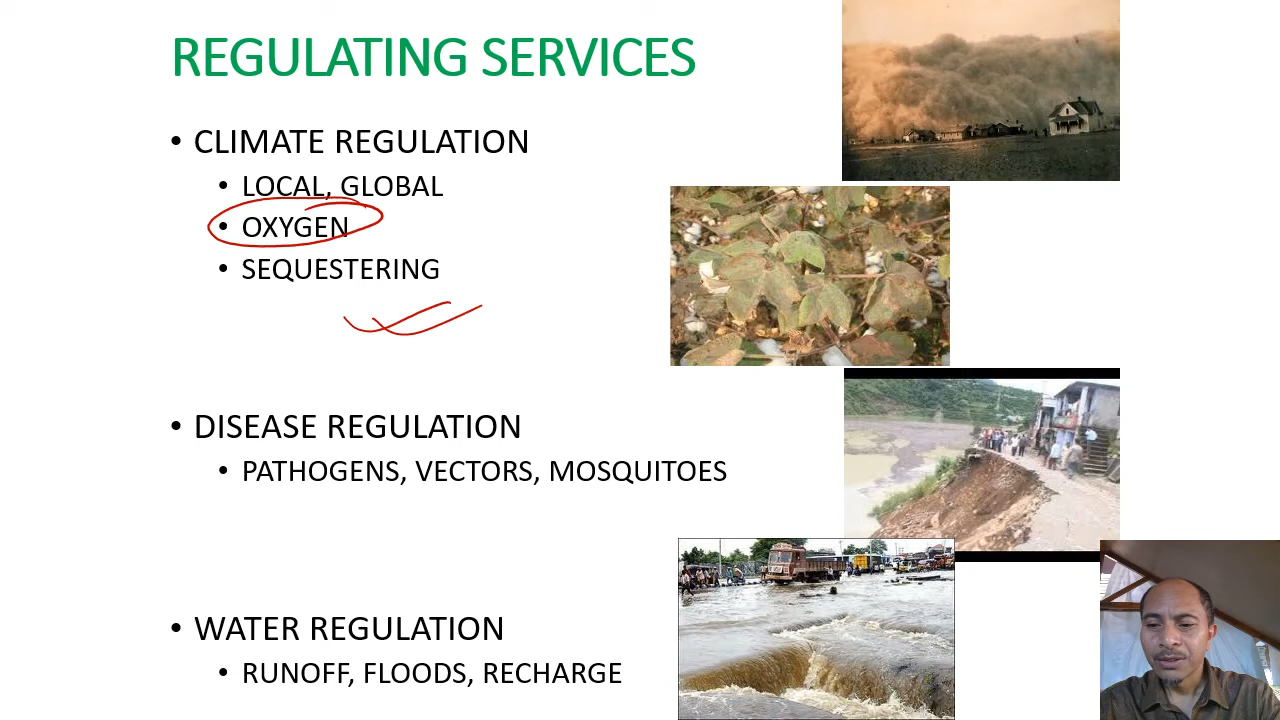 REGULATING SERVICES
• CLIMATE REGULATION
• LOCAL, GLOBAL
• OXYGEN
• SEQUESTERING
• DISEASE REGULATION
• PATHOGENS, VECTORS, MOSQUITOES
• WATER REGULATION
• RUNOFF, FLOODS, RECHARGE